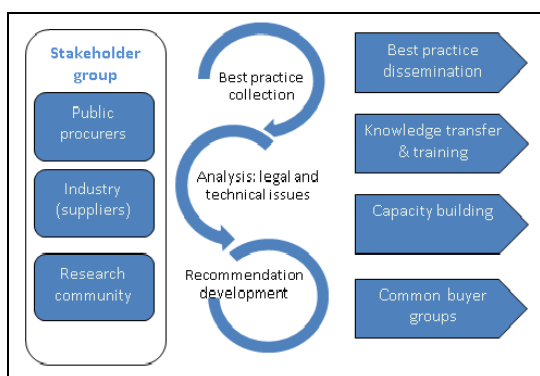 Stakeholder
group
Public
procurers
Industry
(suppliers)
Research
community
Best practice
collection
Analysis: legal and
technical issues
Recommendation
development
Best practice
dissemination
Knowledge transfer
& training
Capacity building
Common buyer
groups